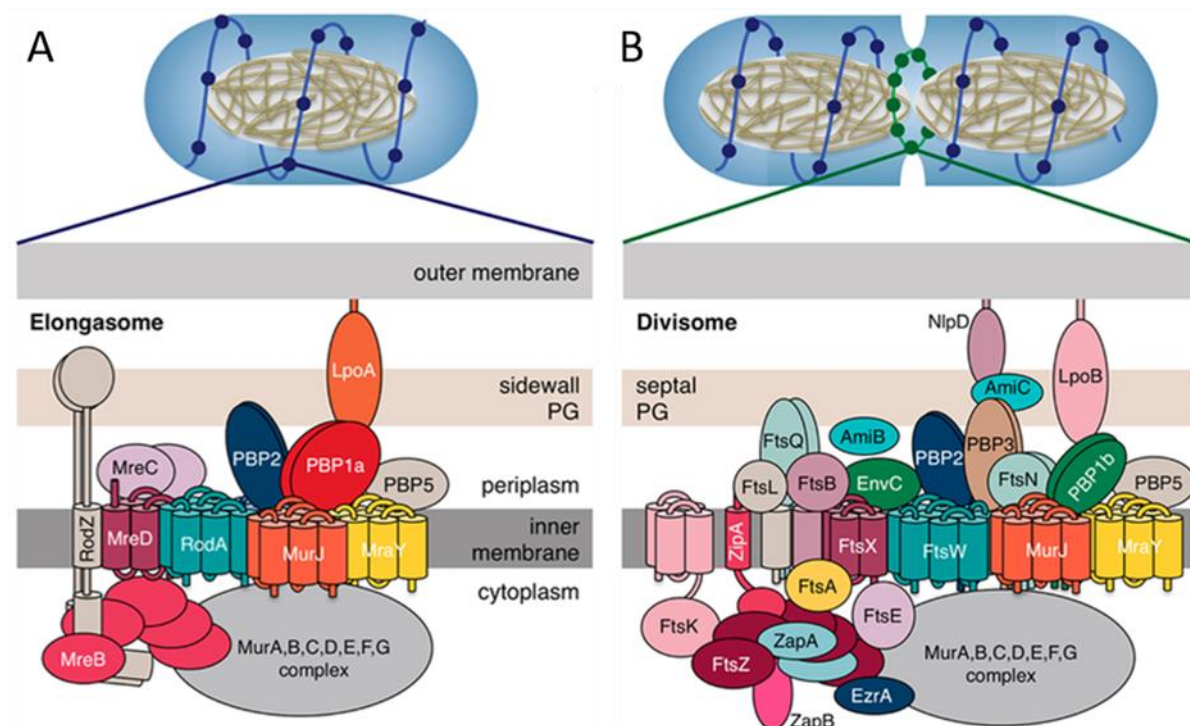 A
outer membrane
Elongasome
LpoA
sidewall
PG
PBP2
PBP1a
MreC
PBP5
periplasm
RodZ
MreD
RodA
MurJ
MraY
inner
membrane
cytoplasm
MreB
MurA,B,C,D,E,F,G
complex
B
Divisome
NlpD
septal
PG
AmiC
LpoB
FtsQ
AmiB
PBP2
PBP3
FtsL
FtsB
EnvC
FtsN
PBP1b
PBP5
ZipA
FtsX
FtsW
MurJ
MraY
FtsA
FtsK
FtsE
ZapA
FtsZ
MurA,B,C,D,E,F,G
complex
EzrA
ZapB